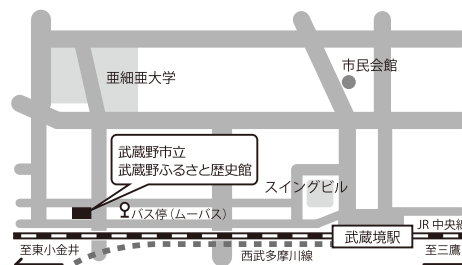 市民会館
亜細亜大学
武蔵野市立
武蔵野ふるさと歴史館
スイングビル
バス停（ムーバス）
JR 中央線
武蔵境駅
至東小金井
西武多摩川線
至三鷹